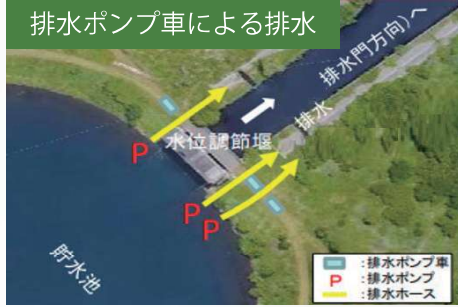 排水ポンプ車による排水
排水門方向)へ
排水
水位調節堰
P
P
P
貯水池
:排水ポンプ車
P :排水ポンプ
:排水ホース